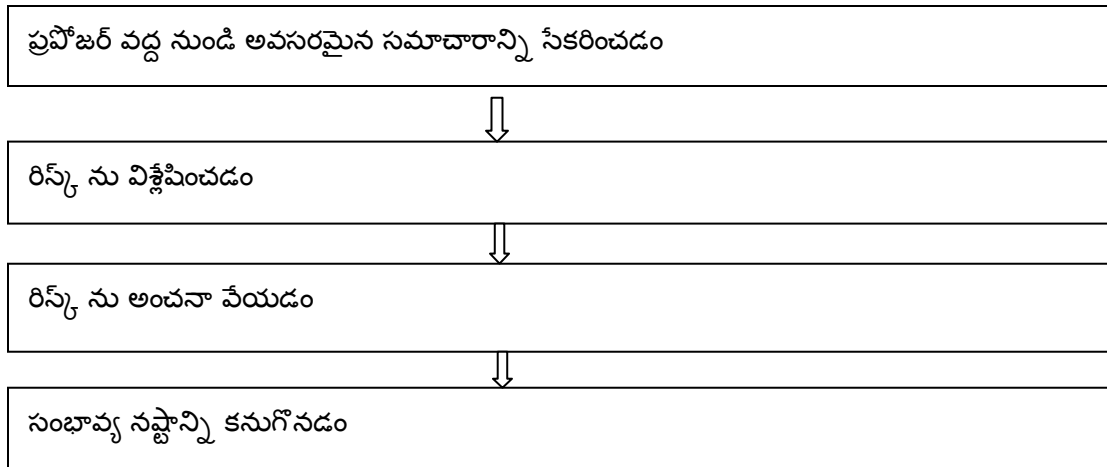 ప్రపోజర్ వద్ద నుండి అవసరమైన సమాచారాన్ని సేకరించడం
రిస్క్ ను విశ్లేషించడం
రిస్క్ ను అంచనా వేయడం
సంభావ్య నష్టాన్ని కనుగొనడం